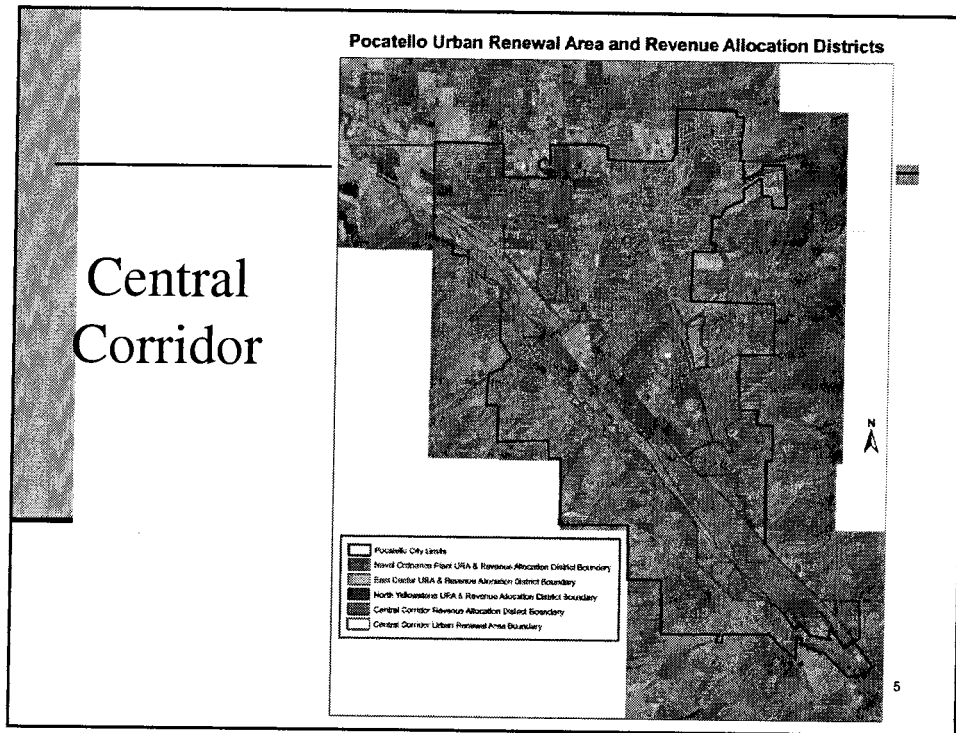 Pocatello Urban Renewal Area and Revenue Allocation Districts
Central
Corridor
N
Pocatello City Limits
Naval Ordnance Plant URA & Revenue Allocation District Boundary
East Center URA & Revenue Allocation District Boundary
North Yellowstone URA & Revenue Allocation District Boundary
Central Corridor Revenue Allocation District Boundary
Central Corridor Urban Renewal Area Boundary
5